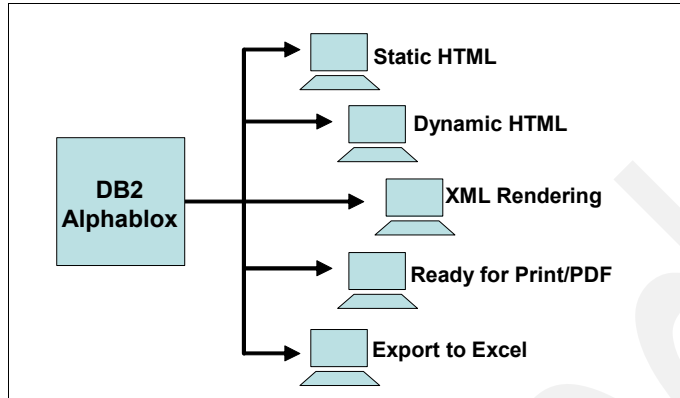 Static HTML
Dynamic HTML
DB2
Alphablox
XML Rendering
Ready for Print/PDF
Export to Excel